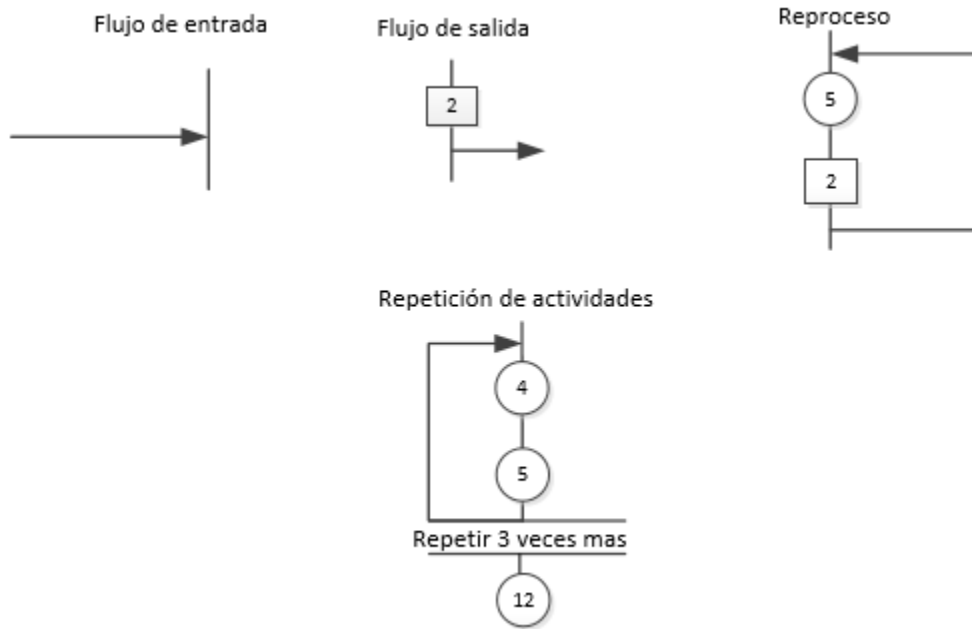 Flujo de entrada
Flujo de salida
2
Reproceso
5
2
Repetición de actividades
4
5
Repetir 3 veces mas
12